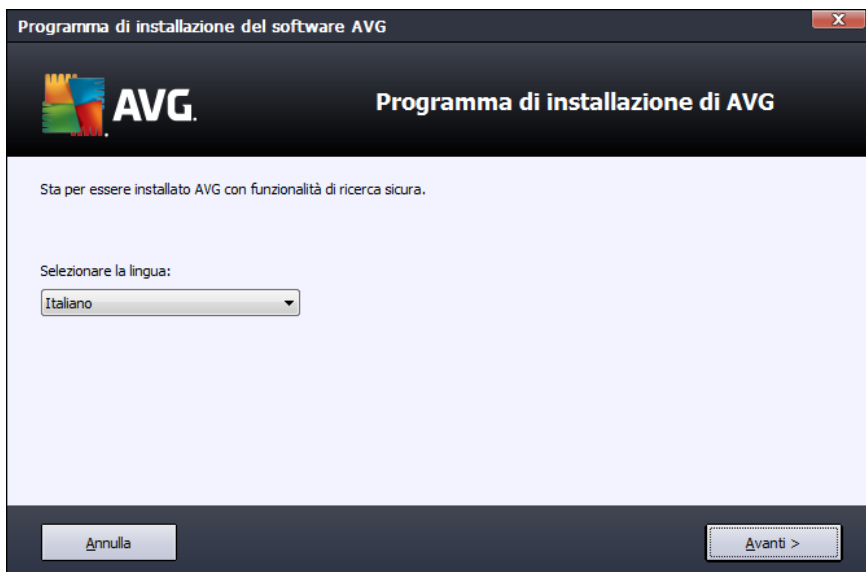 Programma di installazione del software AVG
X
AVG.
Programma di installazione di AVG
Sta per essere installato AVG con funzionalità di ricerca sicura.
Selezionare la lingua:
Italiano
Annulla
Avanti >